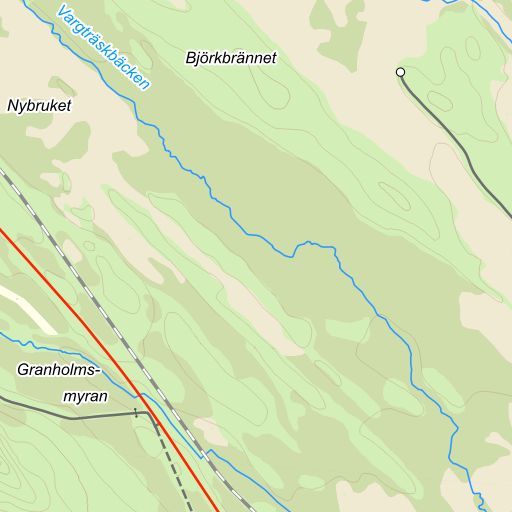 Vargträskbäcken
Björkbrännet
Nybruket
Granholms-
myran